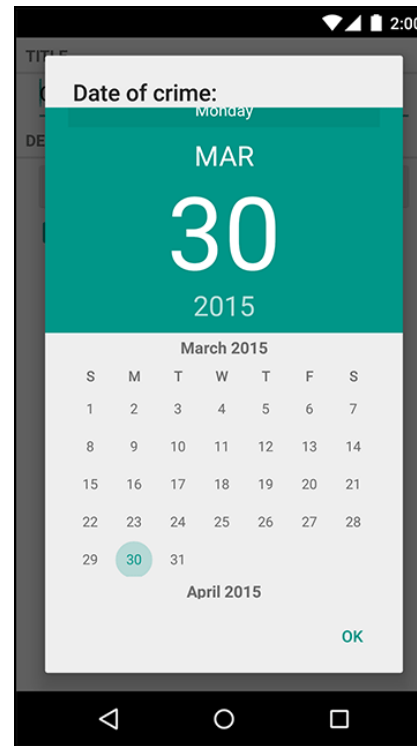 2:00
TITLE
Date of crime:
DE
Monday
MAR
30
2015
March 2015
S M T W T F S
1 2 3 4 5 6 7
8 9 10 11 12 13 14
15 16 17 18 19 20 21
22 23 24 25 26 27 28
29 30 31
April 2015
OK